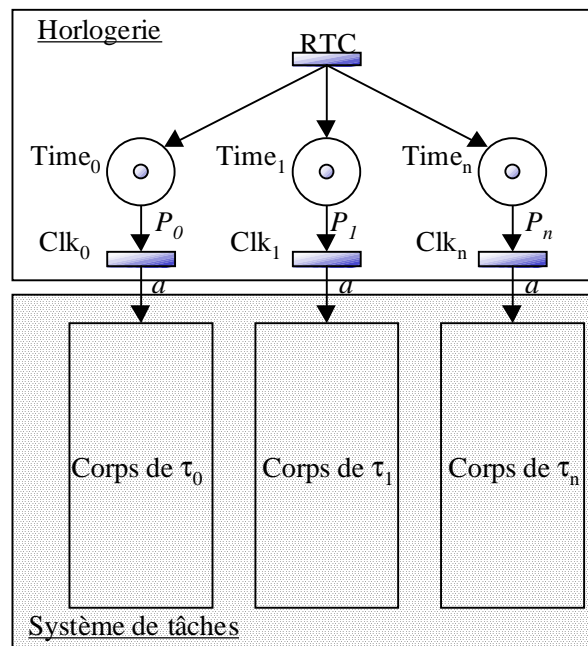 Horlogerie
RTC
Time0 Time1 Timen
P0 P1 Pn
Clk0 Clk1 Clkn
a a a
Corps de τ0 Corps de τ1 Corps de τn
Système de tâches